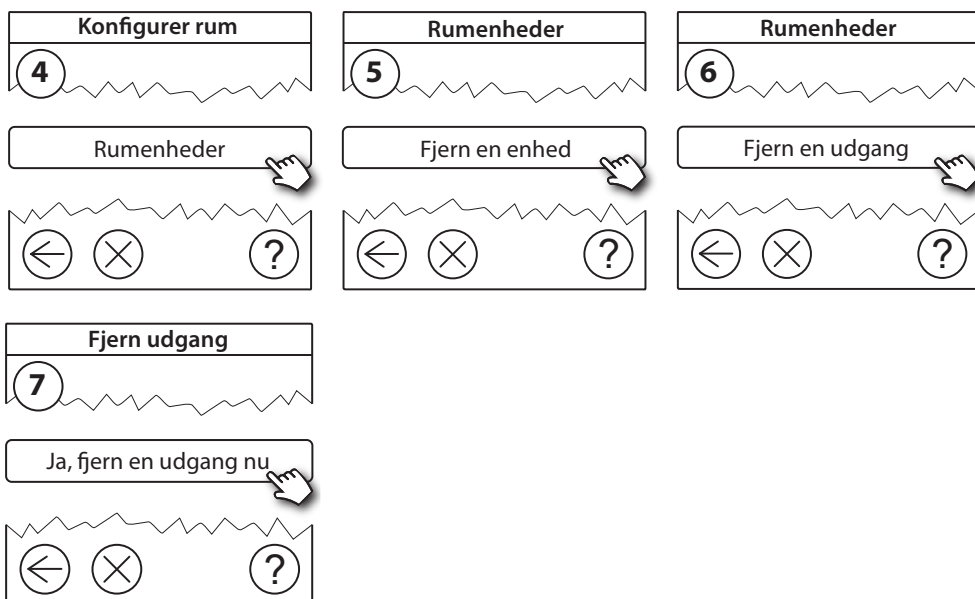 Konfigurer rum
4
Rumenheder
?
Rumenheder
5
Fjern en enhed
?
Rumenheder
6
Fjern en udgang
?
Fjern udgang
7
Ja, fjern en udgang nu
?